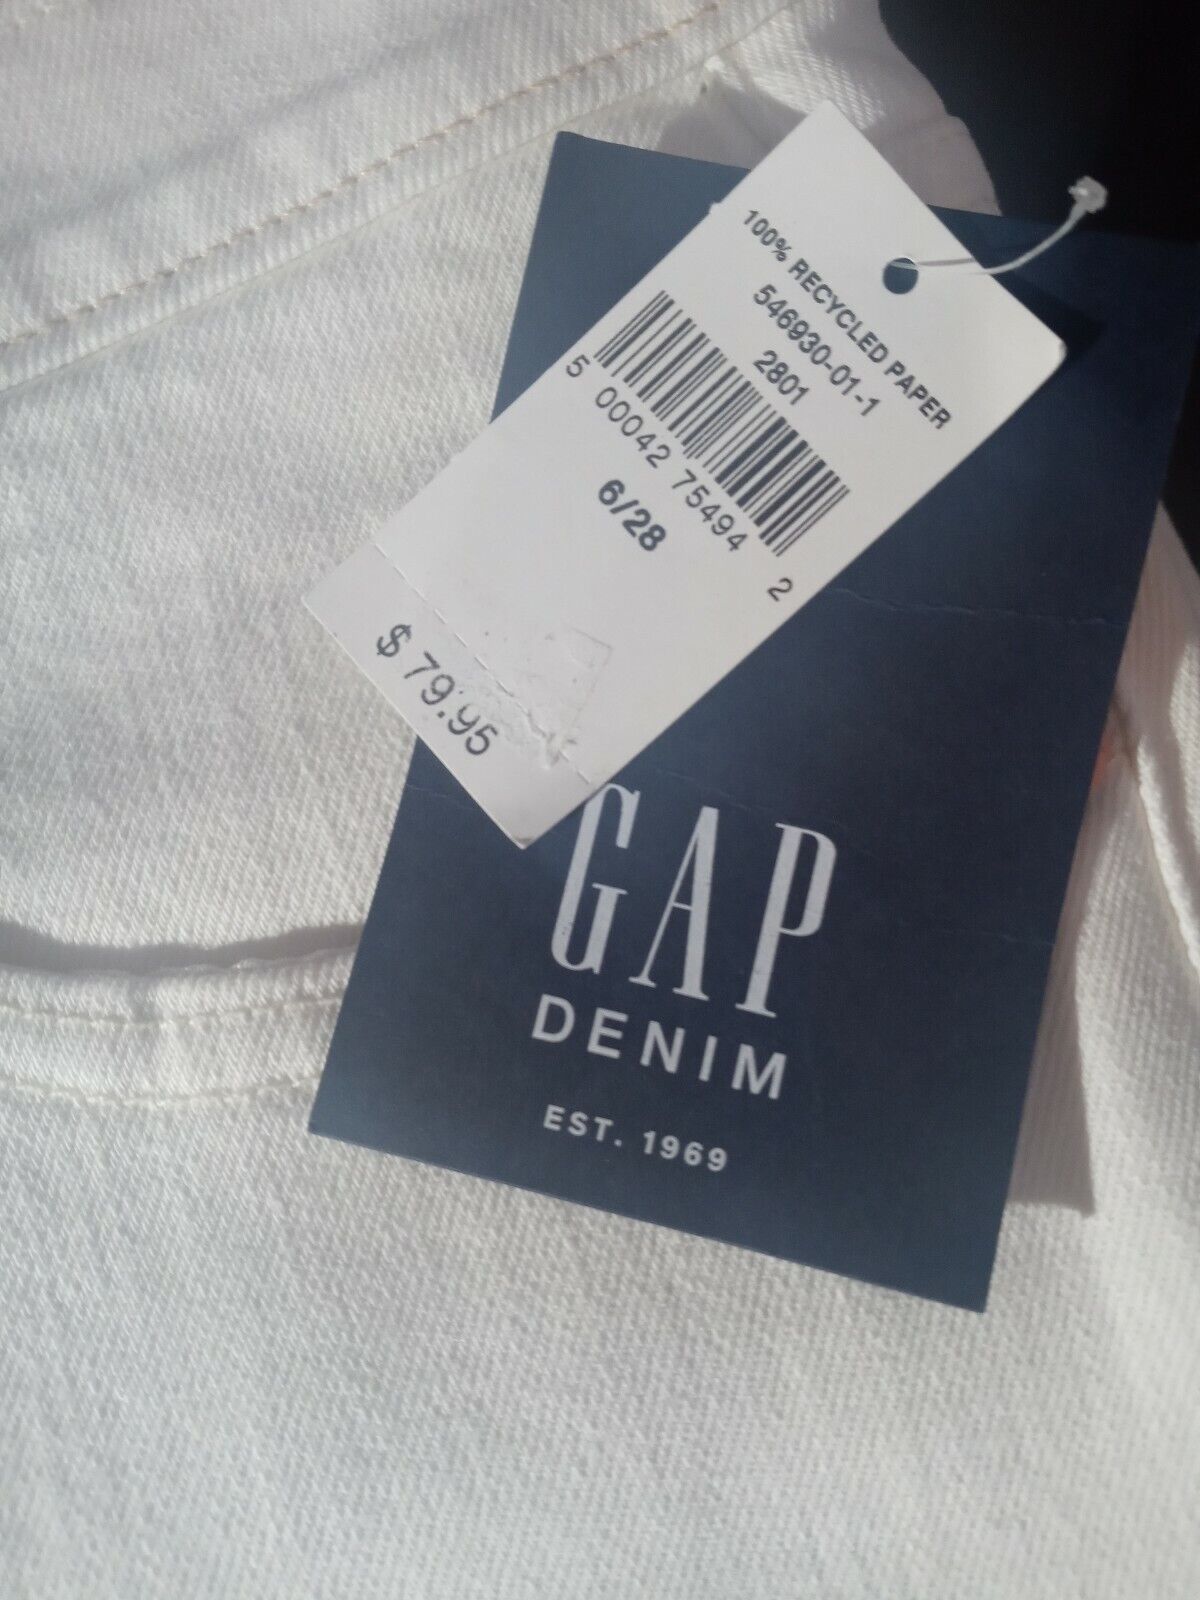 100% RECYCLED PAPER
546930-01-1
2801
5 00042 75494 2
6/28
$ 79.95
GAP
DENIM
EST. 1969